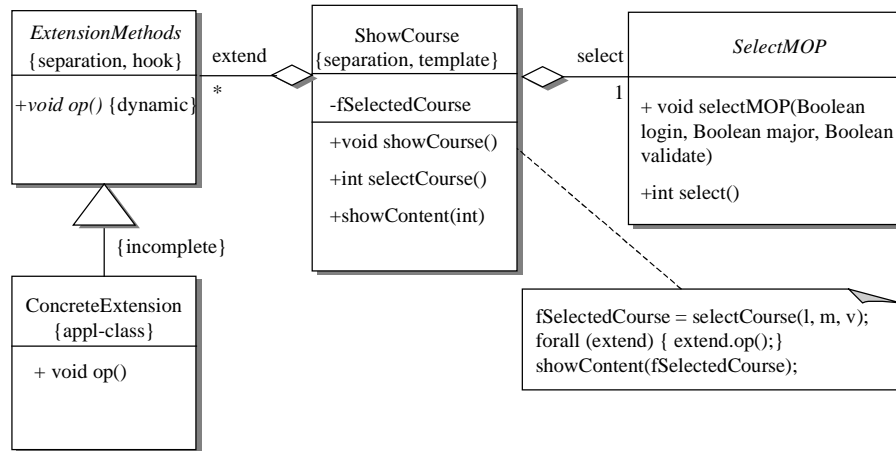 ExtensionMethods
{separation, hook}
+void op() {dynamic}
extend
*
ShowCourse
{separation, template}
-fSelectedCourse
+void showCourse()
+int selectCourse()
+showContent(int)
select
1
SelectMOP
+ void selectMOP(Boolean
login, Boolean major, Boolean
validate)
+int select()
{incomplete}
ConcreteExtension
{appl-class}
+ void op()
fSelectedCourse = selectCourse(l, m, v);
forall (extend) { extend.op();}
showContent(fSelectedCourse);